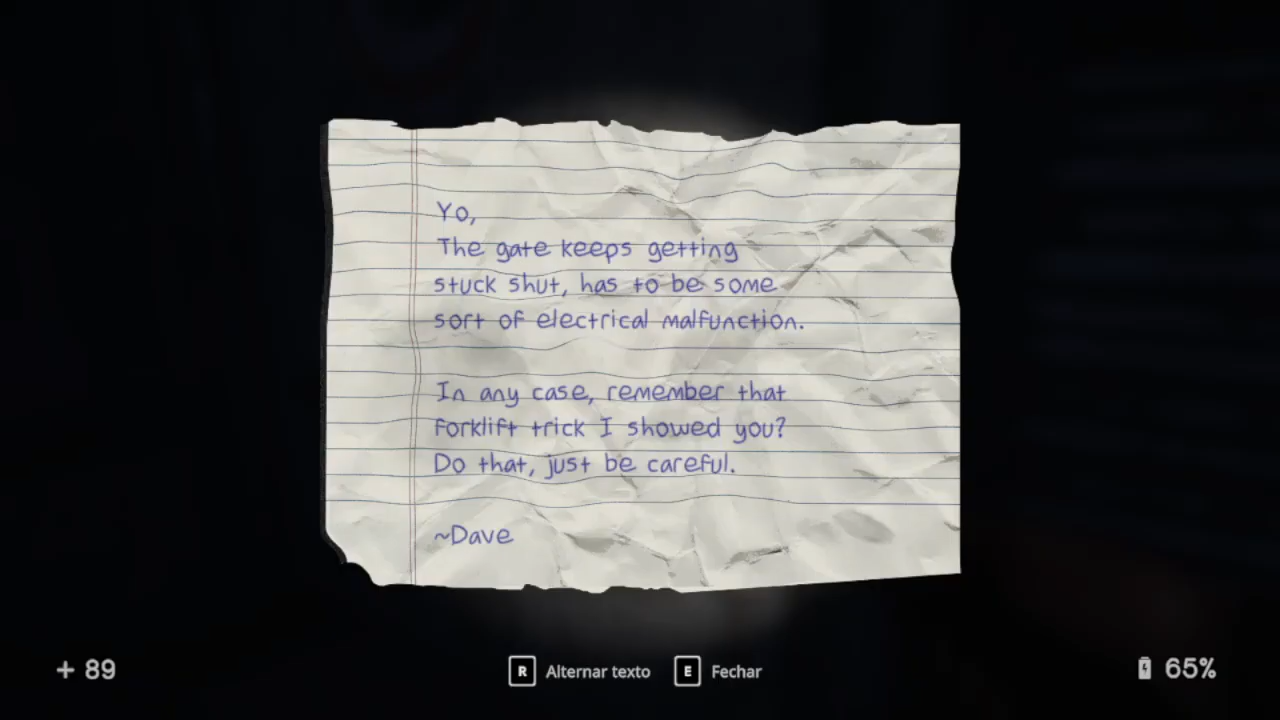 Yo,
The gate keeps getting
stuck shut, has to be some
sort of electrical malfunction.
In any case, remember that
forklift trick I showed you?
Do that, just be careful.
~Dave
+ 89
R Alternar texto E Fechar
65%